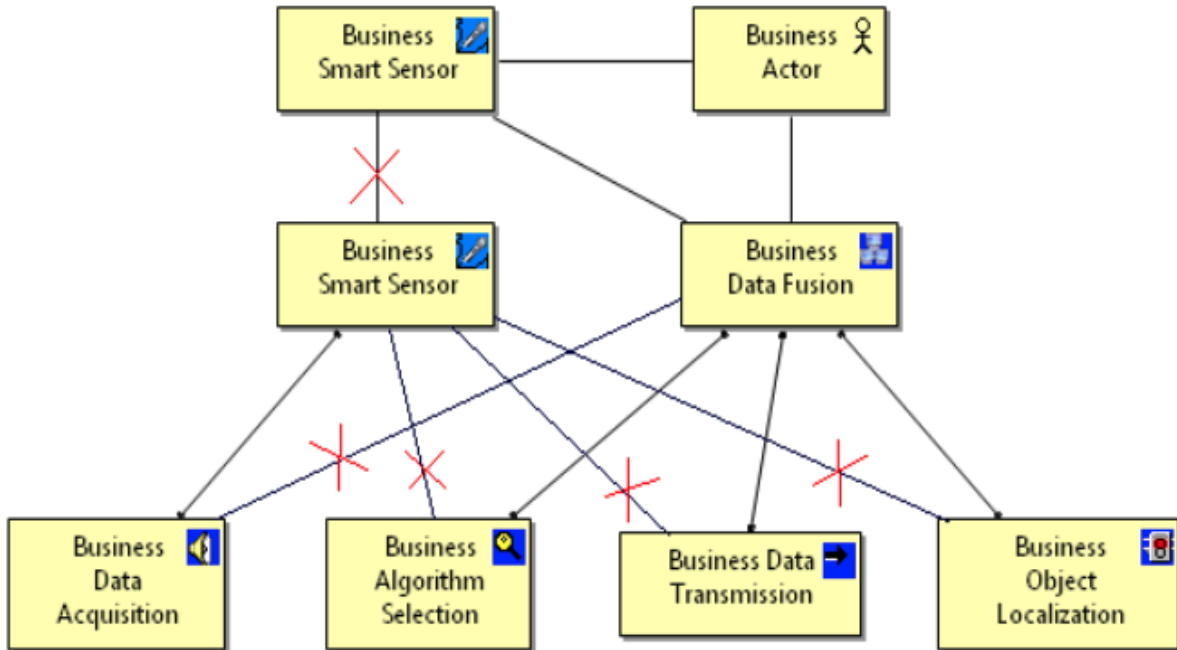 Business
Smart Sensor
Business
Actor
Business
Smart Sensor
Business
Data Fusion
Business
Data
Acquisition
Business
Algorithm
Selection
Business Data
Transmission
Business
Object
Localization